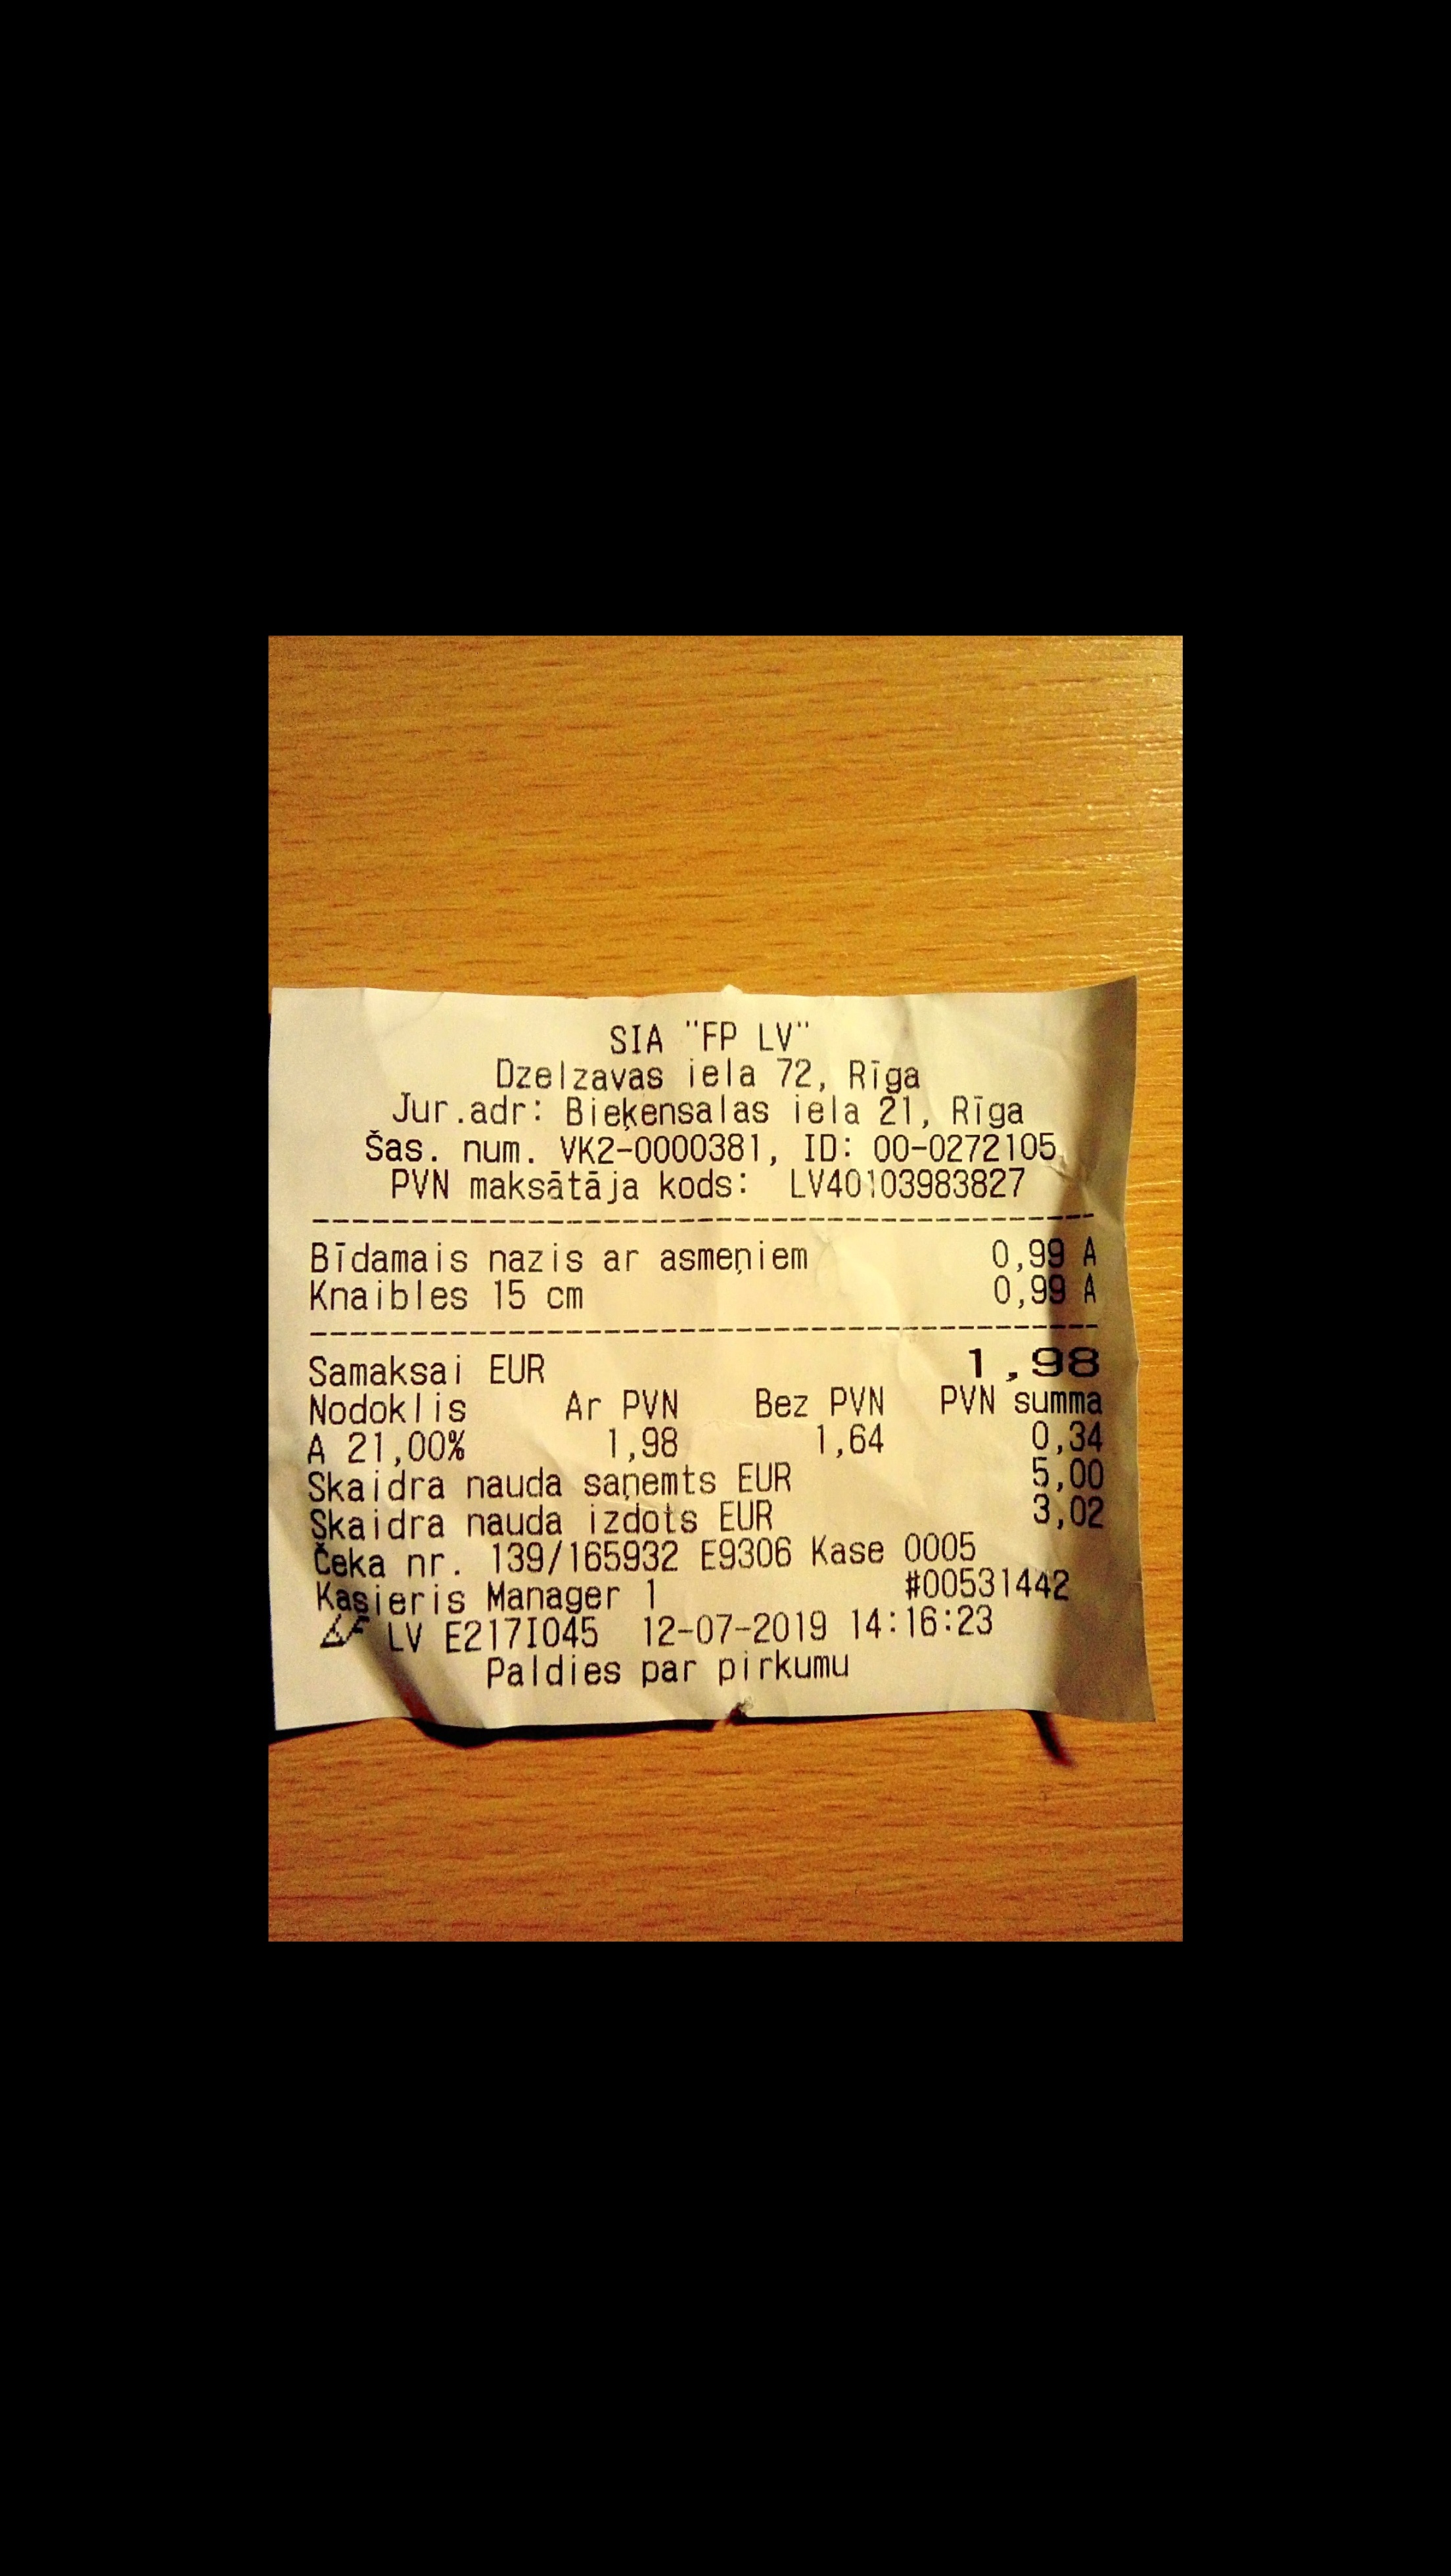 SIA "FP LV"
Dzelzavas iela 72, Rīga
Jur.adr: Bieķensalas iela 21, Rīga
Šas. num. VK2-0000381, ID: 00-0272105
PVN maksātāja kods: LV40103983827
Bīdamais nazis ar asmeņiem 0,99 A
Knaibles 15 cm 0,99 A
Samaksai EUR 1,98
Nodoklis Ar PVN Bez PVN PVN summa
A 21,00% 1,98 1,64 0,34
Skaidra nauda saņemts EUR 5,00
Skaidra nauda izdots EUR 3,02
Čeka nr. 139/165932 E9306 Kase 0005
Kasieris Manager 1 #00531442
LV E217I045 12-07-2019 14:16:23
Paldies par pirkumu